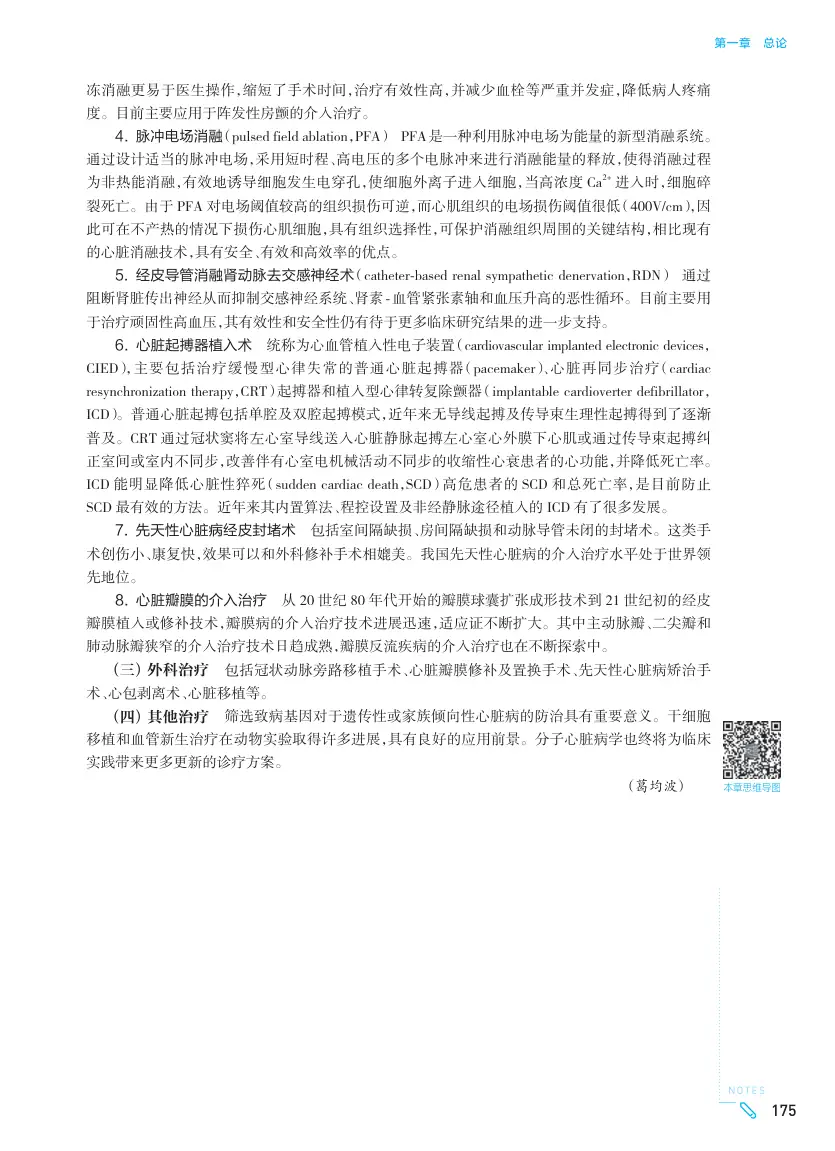 第一章　总论
冻消融更易于医生操作,缩短了手术时间,治疗有效性高,并减少血栓等严重并发症,降低病人疼痛
度。目前主要应用于阵发性房颤的介入治疗。
4. 脉冲电场消融(pulsed field ablation,PFA)　PFA是一种利用脉冲电场为能量的新型消融系统。
通过设计适当的脉冲电场,采用短时程、高电压的多个电脉冲来进行消融能量的释放,使得消融过程
为非热能消融,有效地诱导细胞发生电穿孔,使细胞外离子进入细胞,当高浓度 Ca²⁺ 进入时,细胞碎
裂死亡。由于 PFA 对电场阈值较高的组织损伤可逆,而心肌组织的电场损伤阈值很低(400V/cm),因
此可在不产热的情况下损伤心肌细胞,具有组织选择性,可保护消融组织周围的关键结构,相比现有
的心脏消融技术,具有安全、有效和高效率的优点。
5. 经皮导管消融肾动脉去交感神经术(catheter-based renal sympathetic denervation,RDN)　通过
阻断肾脏传出神经从而抑制交感神经系统、肾素-血管紧张素轴和血压升高的恶性循环。目前主要用
于治疗顽固性高血压,其有效性和安全性仍有待于更多临床研究结果的进一步支持。
6. 心脏起搏器植入术　统称为心血管植入性电子装置(cardiovascular implanted electronic devices,
CIED),主要包括治疗缓慢型心律失常的普通心脏起搏器(pacemaker)、心脏再同步治疗(cardiac
resynchronization therapy,CRT)起搏器和植入型心律转复除颤器(implantable cardioverter defibrillator,
ICD)。普通心脏起搏包括单腔及双腔起搏模式,近年来无导线起搏及传导束生理性起搏得到了逐渐
普及。CRT 通过冠状窦将左心室导线送入心脏静脉起搏左心室心外膜下心肌或通过传导束起搏纠
正室间或室内不同步,改善伴有心室电机械活动不同步的收缩性心衰患者的心功能,并降低死亡率。
ICD 能明显降低心脏性猝死(sudden cardiac death,SCD)高危患者的 SCD 和总死亡率,是目前防止
SCD 最有效的方法。近年来其内置算法、程控设置及非经静脉途径植入的 ICD 有了很多发展。
7. 先天性心脏病经皮封堵术　包括室间隔缺损、房间隔缺损和动脉导管未闭的封堵术。这类手
术创伤小、康复快,效果可以和外科修补手术相媲美。我国先天性心脏病的介入治疗水平处于世界领
先地位。
8. 心脏瓣膜的介入治疗　从 20 世纪 80 年代开始的瓣膜球囊扩张成形技术到 21 世纪初的经皮
瓣膜植入或修补技术,瓣膜病的介入治疗技术进展迅速,适应证不断扩大。其中主动脉瓣、二尖瓣和
肺动脉瓣狭窄的介入治疗技术日趋成熟,瓣膜反流疾病的介入治疗也在不断探索中。
(三) 外科治疗　包括冠状动脉旁路移植手术、心脏瓣膜修补及置换手术、先天性心脏病矫治手
术、心包剥离术、心脏移植等。
(四) 其他治疗　筛选致病基因对于遗传性或家族倾向性心脏病的防治具有重要意义。干细胞
移植和血管新生治疗在动物实验取得许多进展,具有良好的应用前景。分子心脏病学也终将为临床
实践带来更多更新的诊疗方案。
(葛均波)
本章思维导图
NOTES
175